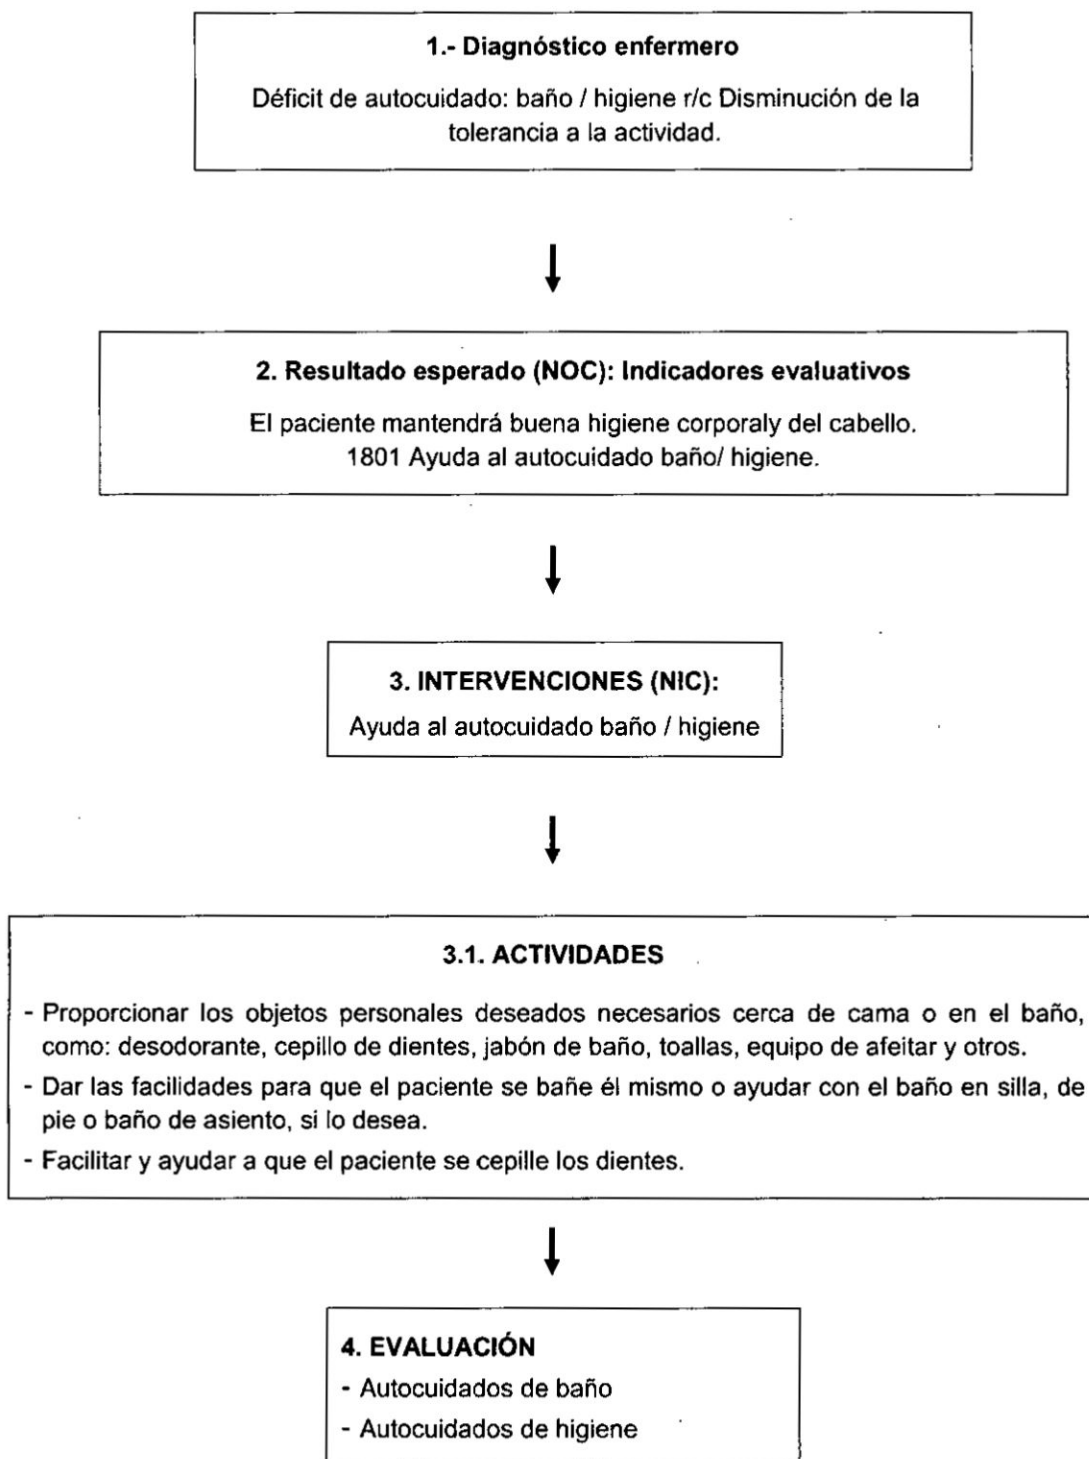 1.- Diagnóstico enfermero
Déficit de autocuidado: baño / higiene r/c Disminución de la
tolerancia a la actividad.
2. Resultado esperado (NOC): Indicadores evaluativos
El paciente mantendrá buena higiene corporaly del cabello.
1801 Ayuda al autocuidado baño/ higiene.
3. INTERVENCIONES (NIC):
Ayuda al autocuidado baño / higiene
3.1. ACTIVIDADES
- Proporcionar los objetos personales deseados necesarios cerca de cama o en el baño,
como: desodorante, cepillo de dientes, jabón de baño, toallas, equipo de afeitar y otros.
- Dar las facilidades para que el paciente se bañe él mismo o ayudar con el baño en silla, de
pie o baño de asiento, si lo desea.
- Facilitar y ayudar a que el paciente se cepille los dientes.
4. EVALUACIÓN
- Autocuidados de baño
- Autocuidados de higiene